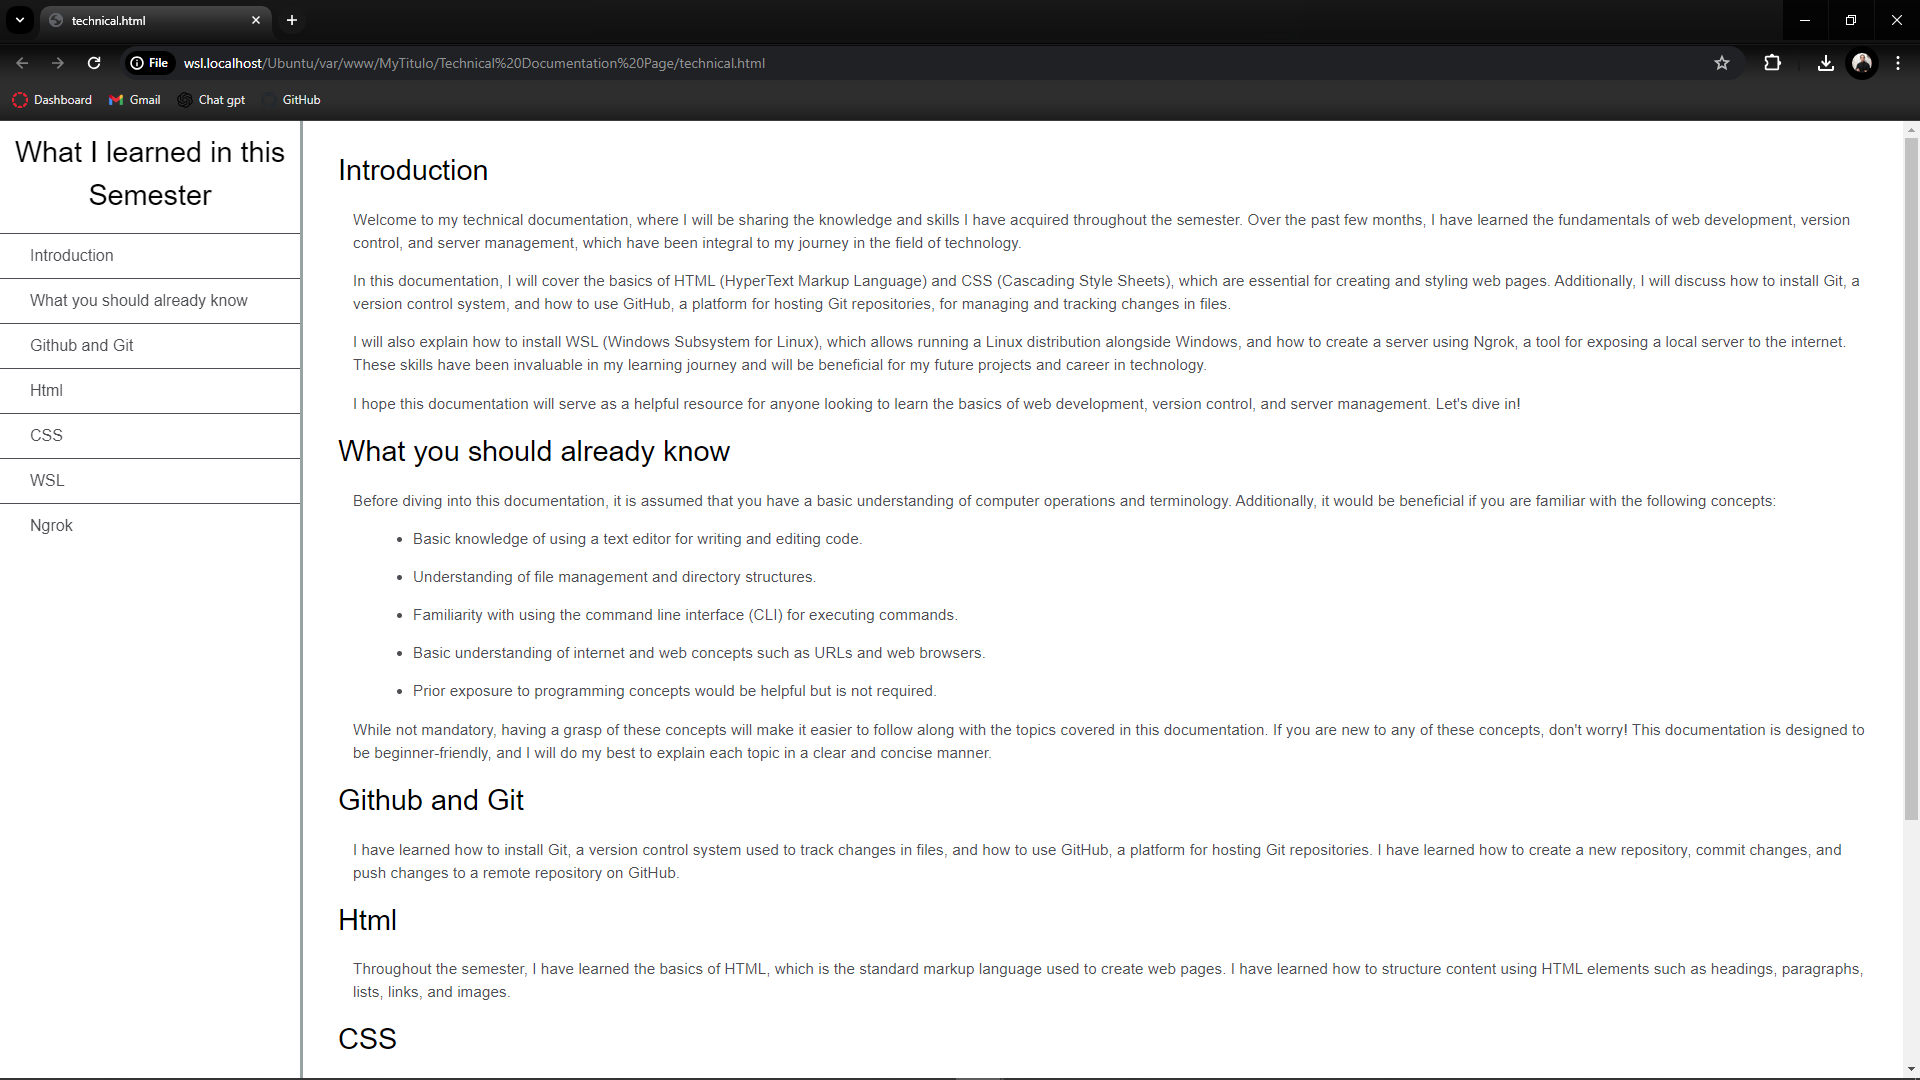 technical.html
File wsl.localhost/Ubuntu/var/www/MyTitulo/Technical%20Documentation%20Page/technical.html
Dashboard Gmail Chat gpt GitHub
What I learned in this
Semester
Introduction
What you should already know
Github and Git
Html
CSS
WSL
Ngrok
Introduction
Welcome to my technical documentation, where I will be sharing the knowledge and skills I have acquired throughout the semester. Over the past few months, I have learned the fundamentals of web development, version
control, and server management, which have been integral to my journey in the field of technology.
In this documentation, I will cover the basics of HTML (HyperText Markup Language) and CSS (Cascading Style Sheets), which are essential for creating and styling web pages. Additionally, I will discuss how to install Git, a
version control system, and how to use GitHub, a platform for hosting Git repositories, for managing and tracking changes in files.
I will also explain how to install WSL (Windows Subsystem for Linux), which allows running a Linux distribution alongside Windows, and how to create a server using Ngrok, a tool for exposing a local server to the internet.
These skills have been invaluable in my learning journey and will be beneficial for my future projects and career in technology.
I hope this documentation will serve as a helpful resource for anyone looking to learn the basics of web development, version control, and server management. Let's dive in!
What you should already know
Before diving into this documentation, it is assumed that you have a basic understanding of computer operations and terminology. Additionally, it would be beneficial if you are familiar with the following concepts:
• Basic knowledge of using a text editor for writing and editing code.
• Understanding of file management and directory structures.
• Familiarity with using the command line interface (CLI) for executing commands.
• Basic understanding of internet and web concepts such as URLs and web browsers.
• Prior exposure to programming concepts would be helpful but is not required.
While not mandatory, having a grasp of these concepts will make it easier to follow along with the topics covered in this documentation. If you are new to any of these concepts, don't worry! This documentation is designed to
be beginner-friendly, and I will do my best to explain each topic in a clear and concise manner.
Github and Git
I have learned how to install Git, a version control system used to track changes in files, and how to use GitHub, a platform for hosting Git repositories. I have learned how to create a new repository, commit changes, and
push changes to a remote repository on GitHub.
Html
Throughout the semester, I have learned the basics of HTML, which is the standard markup language used to create web pages. I have learned how to structure content using HTML elements such as headings, paragraphs,
lists, links, and images.
CSS